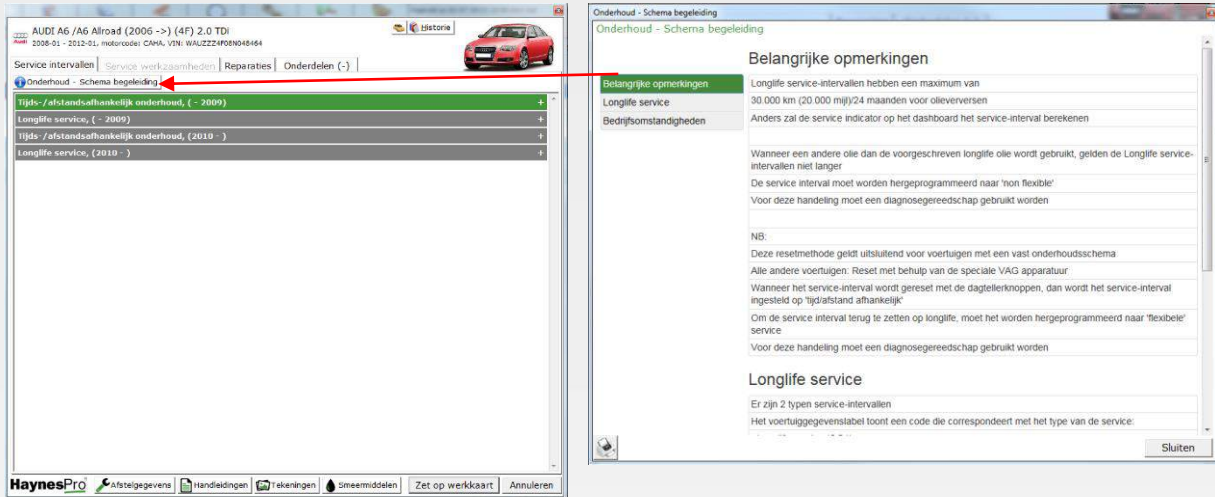 AUDI A6 /A6 Allroad (2006 ->) (4F) 2.0 TDi
Historie
Audi 2008-01 - 2012-01, motorcode: CAHA, VIN: WAUZZZ4F08N048464
Service intervallen Service werkzaamheden Reparaties Onderdelen (-)
Onderhoud - Schema begeleiding
Tijds-/afstandsafhankelijk onderhoud, ( - 2009) +
Longlife service, ( - 2009) +
Tijds-/afstandsafhankelijk onderhoud, (2010 - ) +
Longlife service, (2010 - ) +
HaynesPro Afstelgegevens Handleidingen Tekeningen Smeermiddelen Zet op werkkaart Annuleren
Onderhoud - Schema begeleiding
Onderhoud - Schema begeleiding
Belangrijke opmerkingen
Longlife service
Bedrijfsomstandigheden
Belangrijke opmerkingen
Longlife service-intervallen hebben een maximum van
30.000 km (20.000 mijl)/24 maanden voor olieverversen
Anders zal de service indicator op het dashboard het service-interval berekenen
Wanneer een andere olie dan de voorgeschreven longlife olie wordt gebruikt, gelden de Longlife service-
intervallen niet langer
De service interval moet worden hergeprogrammeerd naar 'non flexible'
Voor deze handeling moet een diagnosegereedschap gebruikt worden
NB:
Deze resetmethode geldt uitsluitend voor voertuigen met een vast onderhoudsschema
Alle andere voertuigen: Reset met behulp van de speciale VAG apparatuur
Wanneer het service-interval wordt gereset met de dagtellerknoppen, dan wordt het service-interval
ingesteld op 'tijd/afstand afhankelijk'
Om de service interval terug te zetten op longlife, moet het worden hergeprogrammeerd naar 'flexibele'
service
Voor deze handeling moet een diagnosegereedschap gebruikt worden
Longlife service
Er zijn 2 typen service-intervallen
Het voertuiggegevenslabel toont een code die correspondeert met het type van de service:
Sluiten